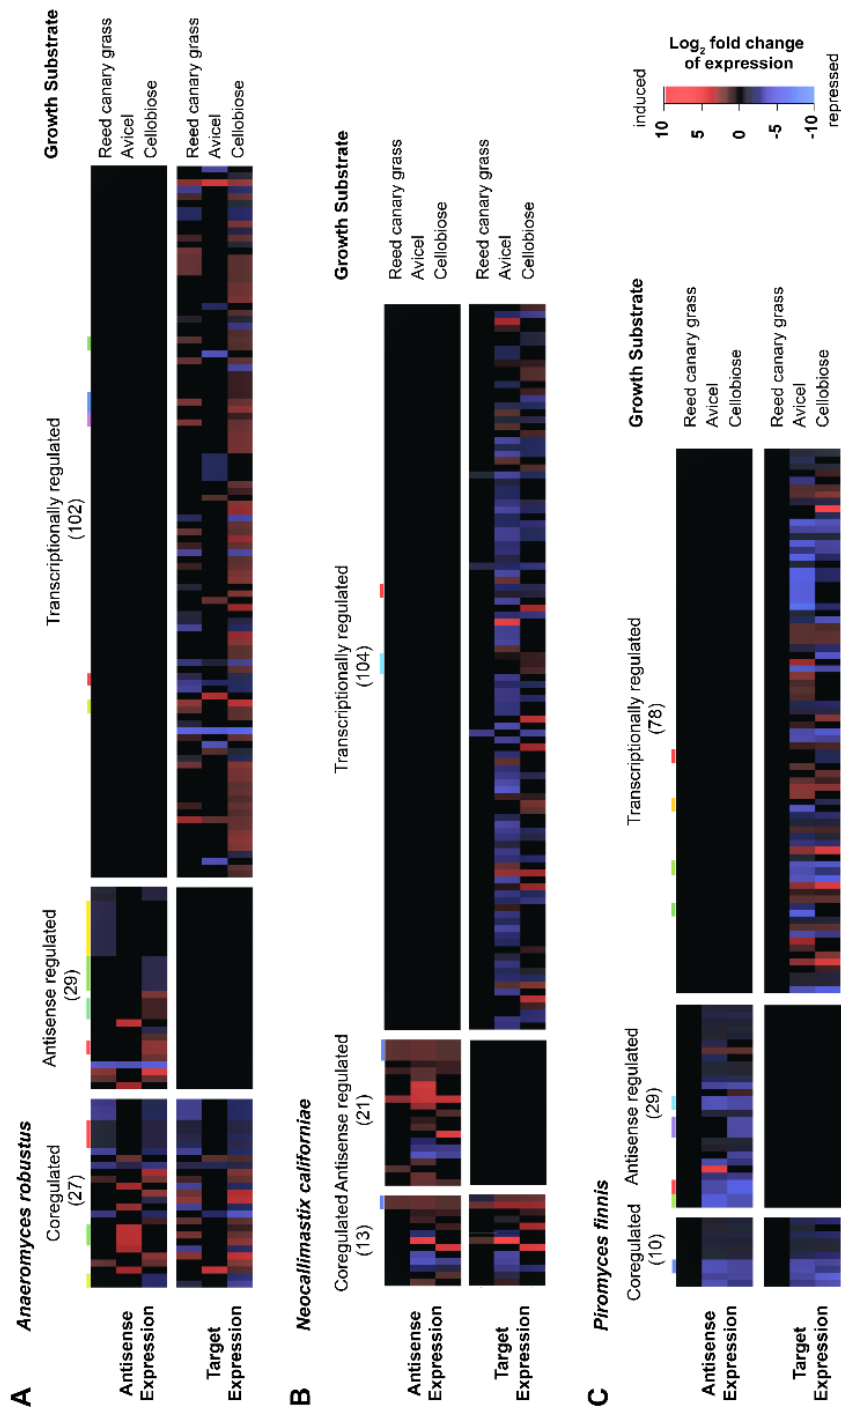 A
Anaeromyces robustus
Coregulated
(27)
Antisense regulated
(29)
Transcriptionally regulated
(102)
Growth Substrate
Antisense
Expression
Reed canary grass
Avicel
Cellobiose
Target
Expression
Reed canary grass
Avicel
Cellobiose
B
Neocallimastix californiae
Coregulated
(13)
Antisense regulated
(21)
Transcriptionally regulated
(104)
Growth Substrate
Antisense
Expression
Reed canary grass
Avicel
Cellobiose
Target
Expression
Reed canary grass
Avicel
Cellobiose
C
Piromyces finnis
Coregulated
(10)
Antisense regulated
(29)
Transcriptionally regulated
(78)
Growth Substrate
Antisense
Expression
Reed canary grass
Avicel
Cellobiose
Target
Expression
Reed canary grass
Avicel
Cellobiose
Log2 fold change
of expression
induced
repressed
10
5
0
-5
-10